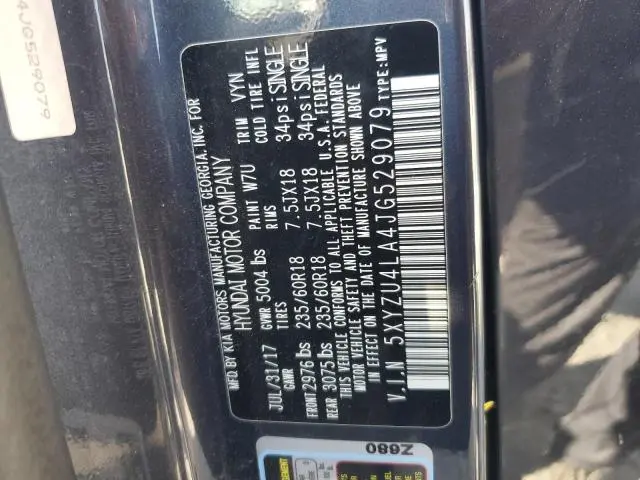 4JG529079
MFD. BY KIA MOTORS MANUFACTURING GEORGIA, INC. FOR
HYUNDAI MOTOR COMPANY
JUL/31/17 PAINT W7U TRIM VYN
GVWR 5004 lbs
GAWR TIRES RIMS COLD TIRE INFL
FRONT 2976 lbs 235/60R18 7.5JX18 34psi SINGLE
REAR 3075 lbs 235/60R18 7.5JX18 34psi SINGLE
THIS VEHICLE CONFORMS TO ALL APPLICABLE U.S.A. FEDERAL
MOTOR VEHICLE SAFETY AND THEFT PREVENTION STANDARDS
IN EFFECT ON THE DATE OF MANUFACTURE SHOWN ABOVE
V.I.N. 5XYZU4LA4JG529079 TYPE:MPV
Z680